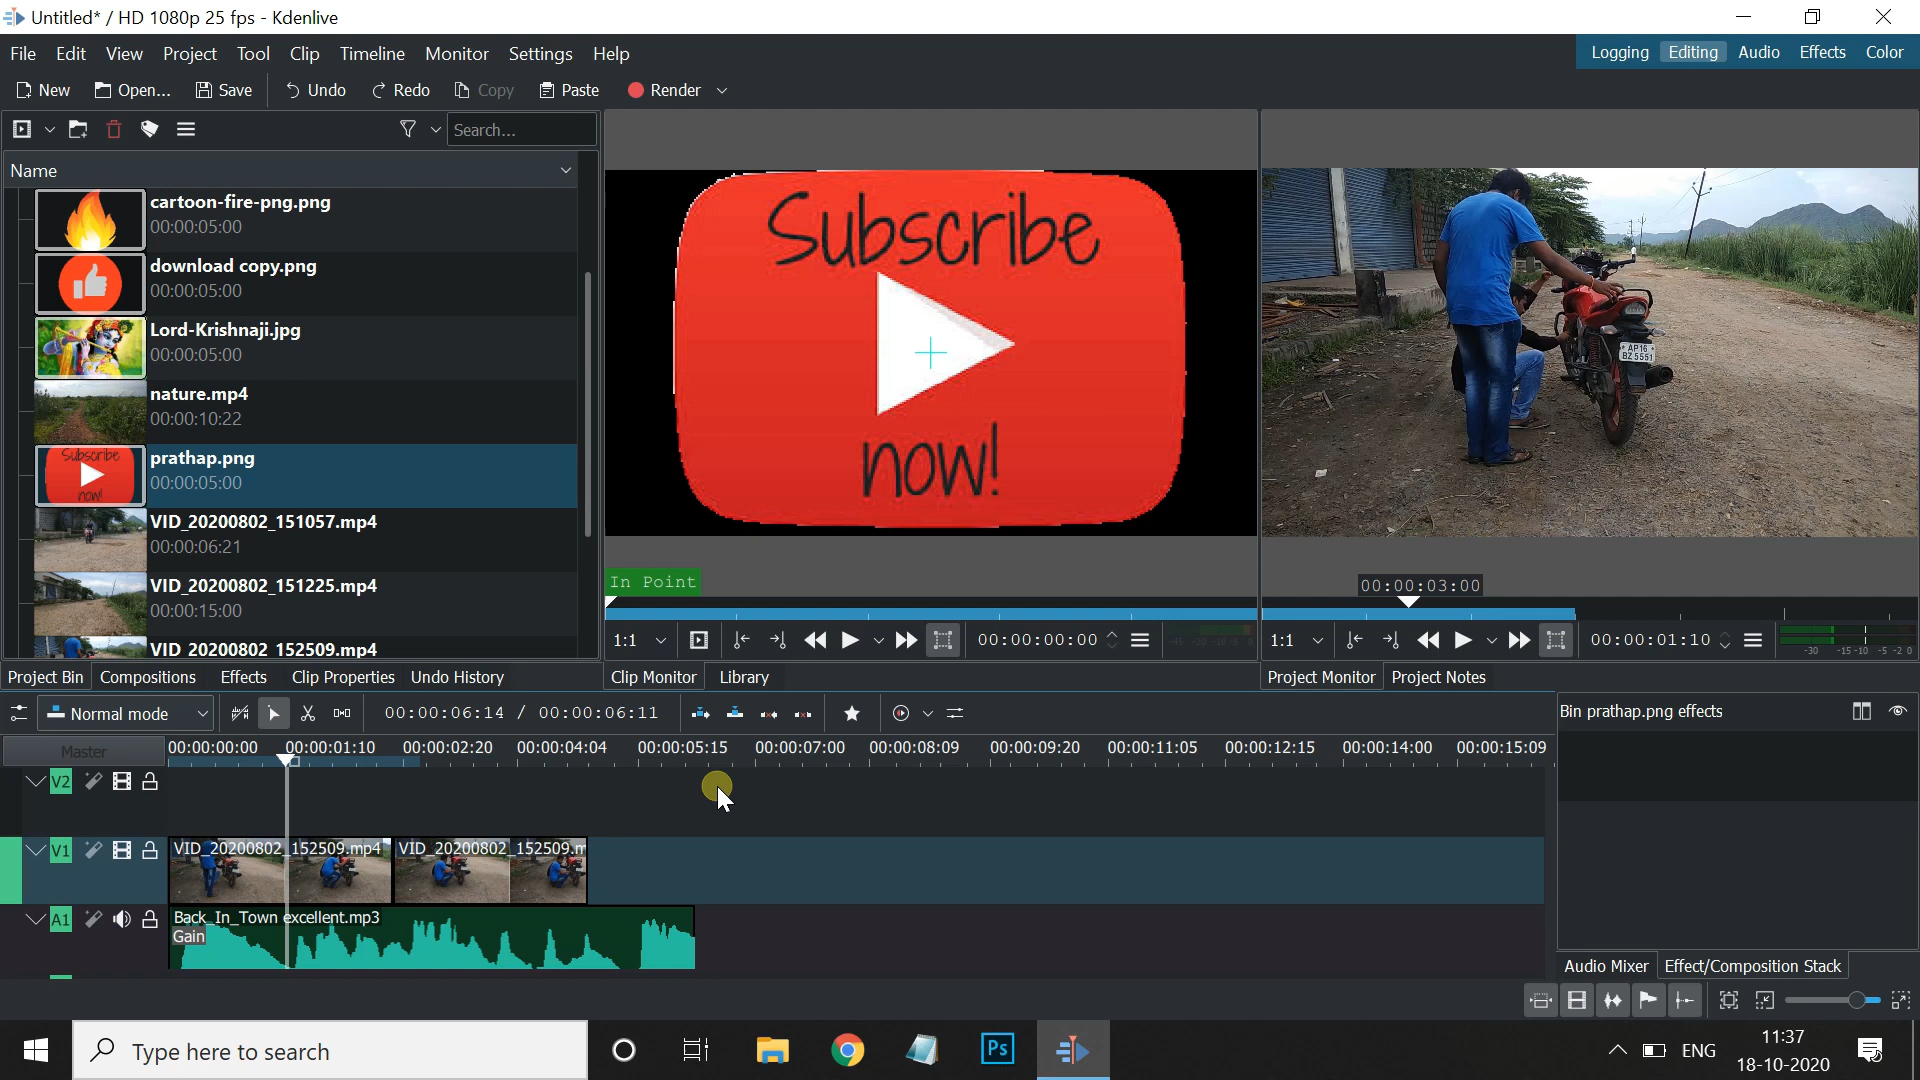 Untitled* / HD 1080p 25 fps - Kdenlive
File Edit View Project Tool Clip Timeline Monitor Settings Help
Logging Editing Audio Effects Color
New Open... Save Undo Redo Copy Paste Render
Search...
Name
cartoon-fire-png.png
00:00:05:00
download copy.png
00:00:05:00
Lord-Krishnaji.jpg
00:00:05:00
nature.mp4
00:00:10:22
Subscribe
now!
prathap.png
00:00:05:00
VID_20200802_151057.mp4
00:00:06:21
VID_20200802_151225.mp4
00:00:15:00
VID_20200802_152509.mp4
Subscribe
now!
AP16
BZ5551
In Point
00:00:03:00
1:1 00:00:00:00
1:1 00:00:01:10
-45 -20 -10 -5 0
-30 -15 -10 -5 -2 0
Project Bin Compositions Effects Clip Properties Undo History
Clip Monitor Library
Project Monitor Project Notes
Normal mode 00:00:06:14 / 00:00:06:11
Bin prathap.png effects
Master
00:00:00:00 00:00:01:10 00:00:02:20 00:00:04:04 00:00:05:15 00:00:07:00 00:00:08:09 00:00:09:20 00:00:11:05 00:00:12:15 00:00:14:00 00:00:15:09
V2
V1
VID_20200802_152509.mp4 VID_20200802_152509.m
A1
Back_In_Town excellent.mp3
Gain
Audio Mixer Effect/Composition Stack
Type here to search
Ps
ENG
11:37
18-10-2020